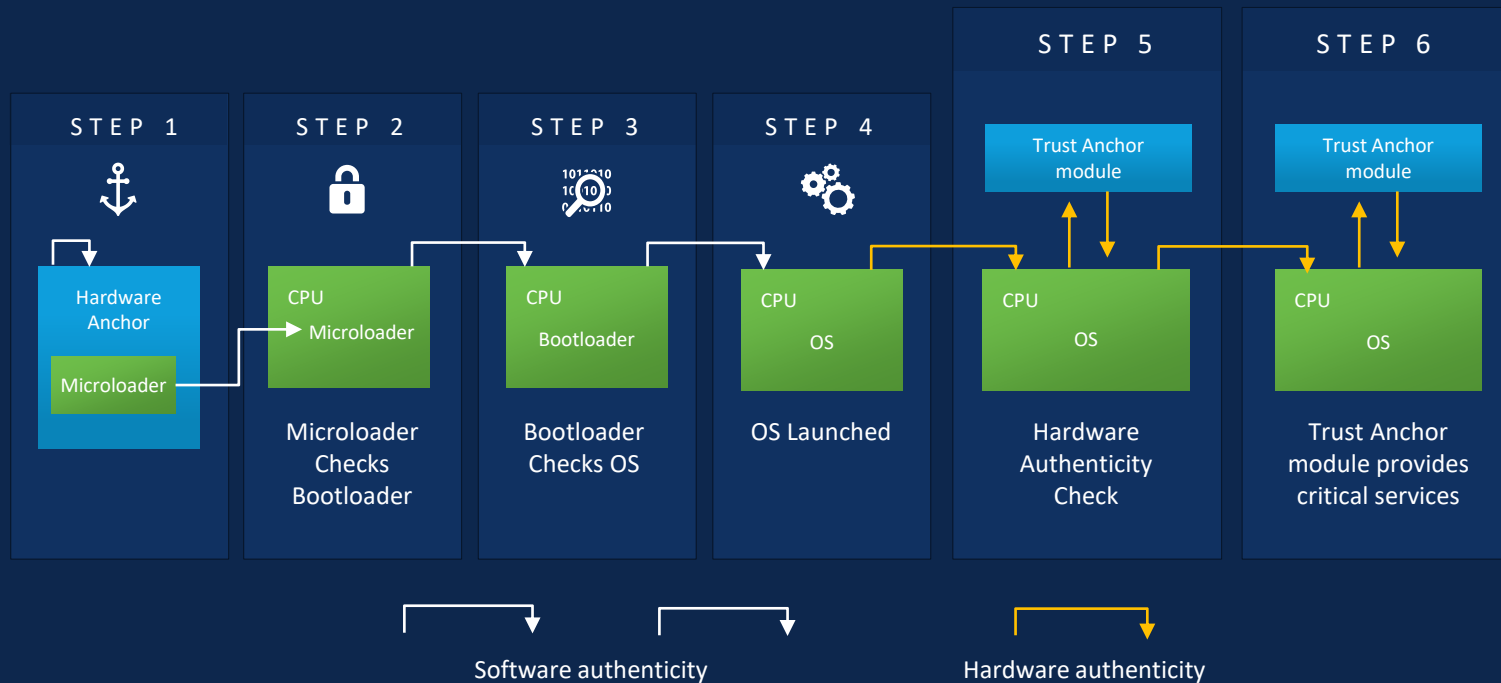 STEP 1
Hardware
Anchor
Microloader
STEP 2
CPU
Microloader
Microloader
Checks
Bootloader
STEP 3
CPU
Bootloader
Bootloader
Checks OS
STEP 4
CPU
OS
OS Launched
STEP 5
Trust Anchor
module
CPU
OS
Hardware
Authenticity
Check
STEP 6
Trust Anchor
module
CPU
OS
Trust Anchor
module provides
critical services
Software authenticity
Hardware authenticity